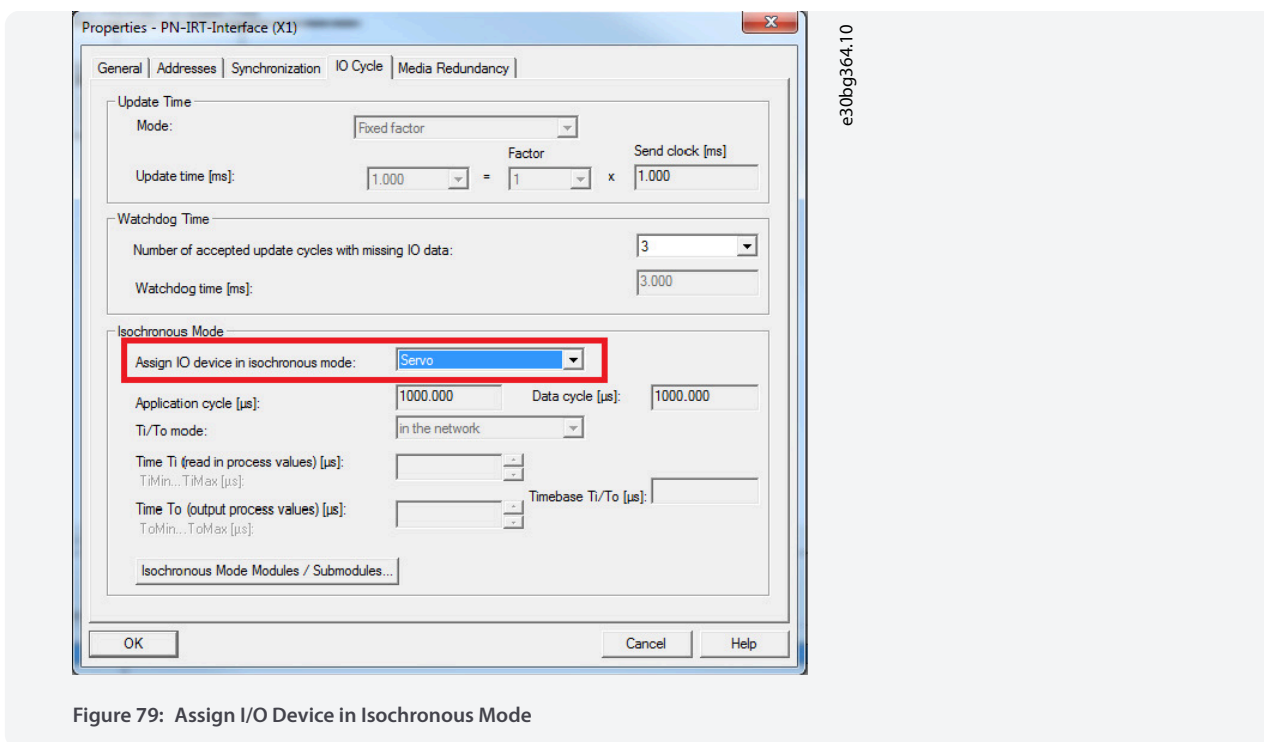 Properties - PN-IRT-Interface (X1)
e30bg364.10
General Addresses Synchronization IO Cycle Media Redundancy
Update Time
Mode: Fixed factor
Factor Send clock [ms]
Update time [ms]: 1.000 = 1 x 1.000
Watchdog Time
Number of accepted update cycles with missing IO data: 3
Watchdog time [ms]: 3.000
Isochronous Mode
Assign IO device in isochronous mode: Servo
Application cycle [µs]: 1000.000 Data cycle [µs]: 1000.000
Ti/To mode: in the network
Time Ti (read in process values) [µs]:
TiMin...TiMax [µs]:
Timebase Ti/To [µs]:
Time To (output process values) [µs]:
ToMin...ToMax [µs]:
Isochronous Mode Modules / Submodules...
OK Cancel Help
Figure 79: Assign I/O Device in Isochronous Mode